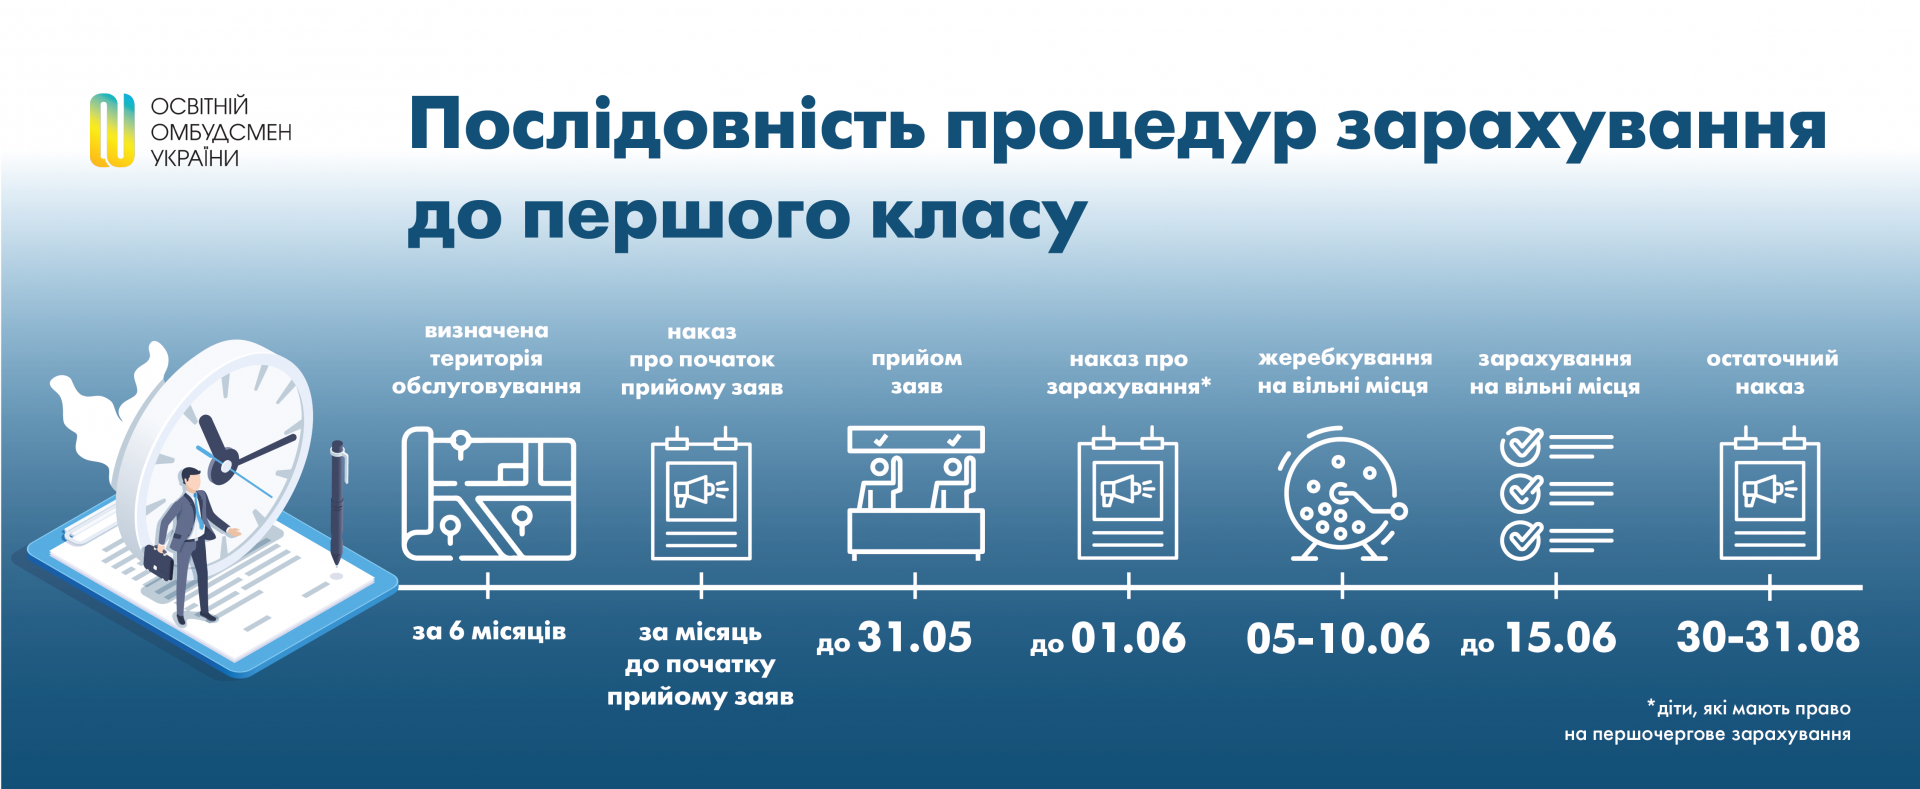 ОСВІТНІЙ
ОМБУДСМЕН
УКРАЇНИ
Послідовність процедур зарахування
до першого класу
визначена
територія
обслуговування
за 6 місяців
наказ
про початок
прийому заяв
за місяць
до початку
прийому заяв
прийом
заяв
до 31.05
наказ про
зарахування*
до 01.06
жеребкування
на вільні місця
05-10.06
зарахування
на вільні місця
до 15.06
остаточний
наказ
30-31.08
*діти, які мають право
на першочергове зарахування